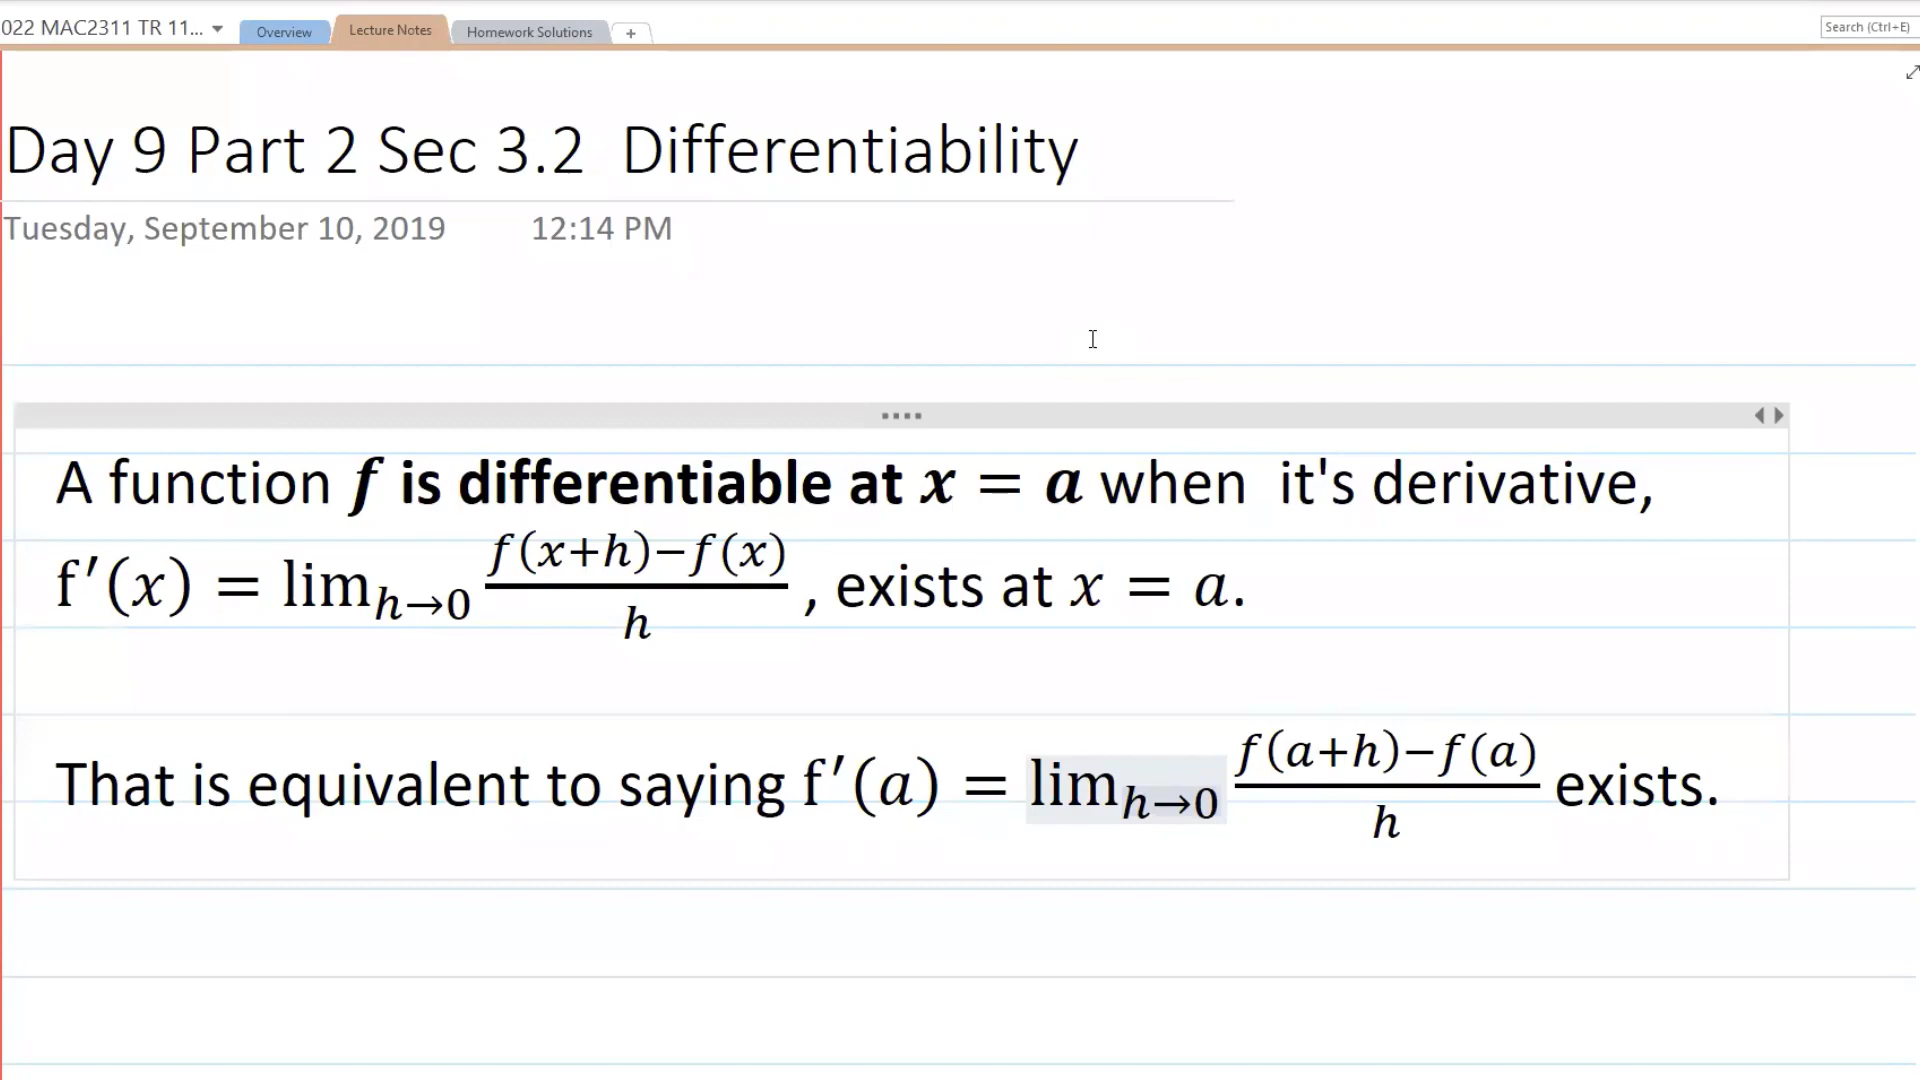 022 MAC2311 TR 11... Overview Lecture Notes Homework Solutions + Search (Ctrl+E)
Day 9 Part 2 Sec 3.2 Differentiability
Tuesday, September 10, 2019 12:14 PM
A function f is differentiable at x = a when it's derivative,
f′(x) = lim_{h→0} \frac{f(x+h)−f(x)}{h}, exists at x = a.
That is equivalent to saying f′(a) = lim_{h→0} \frac{f(a+h)−f(a)}{h} exists.